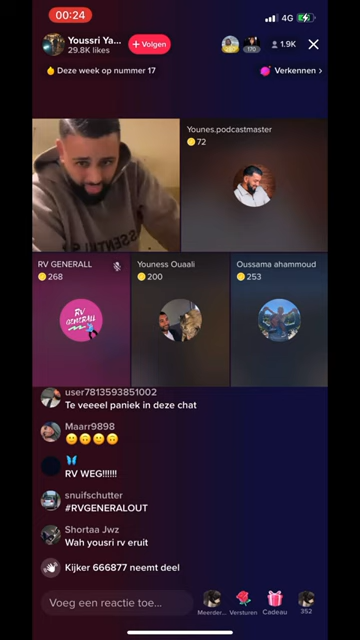 00:24
4G
Youssri Ya...
29.8K likes
+ Volgen
170
1.9K
Deze week op nummer 17
Verkennen >
Younes.podcastmaster
72
ESSENTIALS
RV GENERALL
268
Youness Ouaali
200
Oussama ahammoud
253
RV
GENERALL
user7813593851002
Te veeeel paniek in deze chat
Maarr9898
RV WEG!!!!!!
snuifschutter
#RVGENERALOUT
Shortaa Jwz
Wah yousri rv eruit
Kijker 666877 neemt deel
Voeg een reactie toe...
Meerder...
Versturen
Cadeau
352